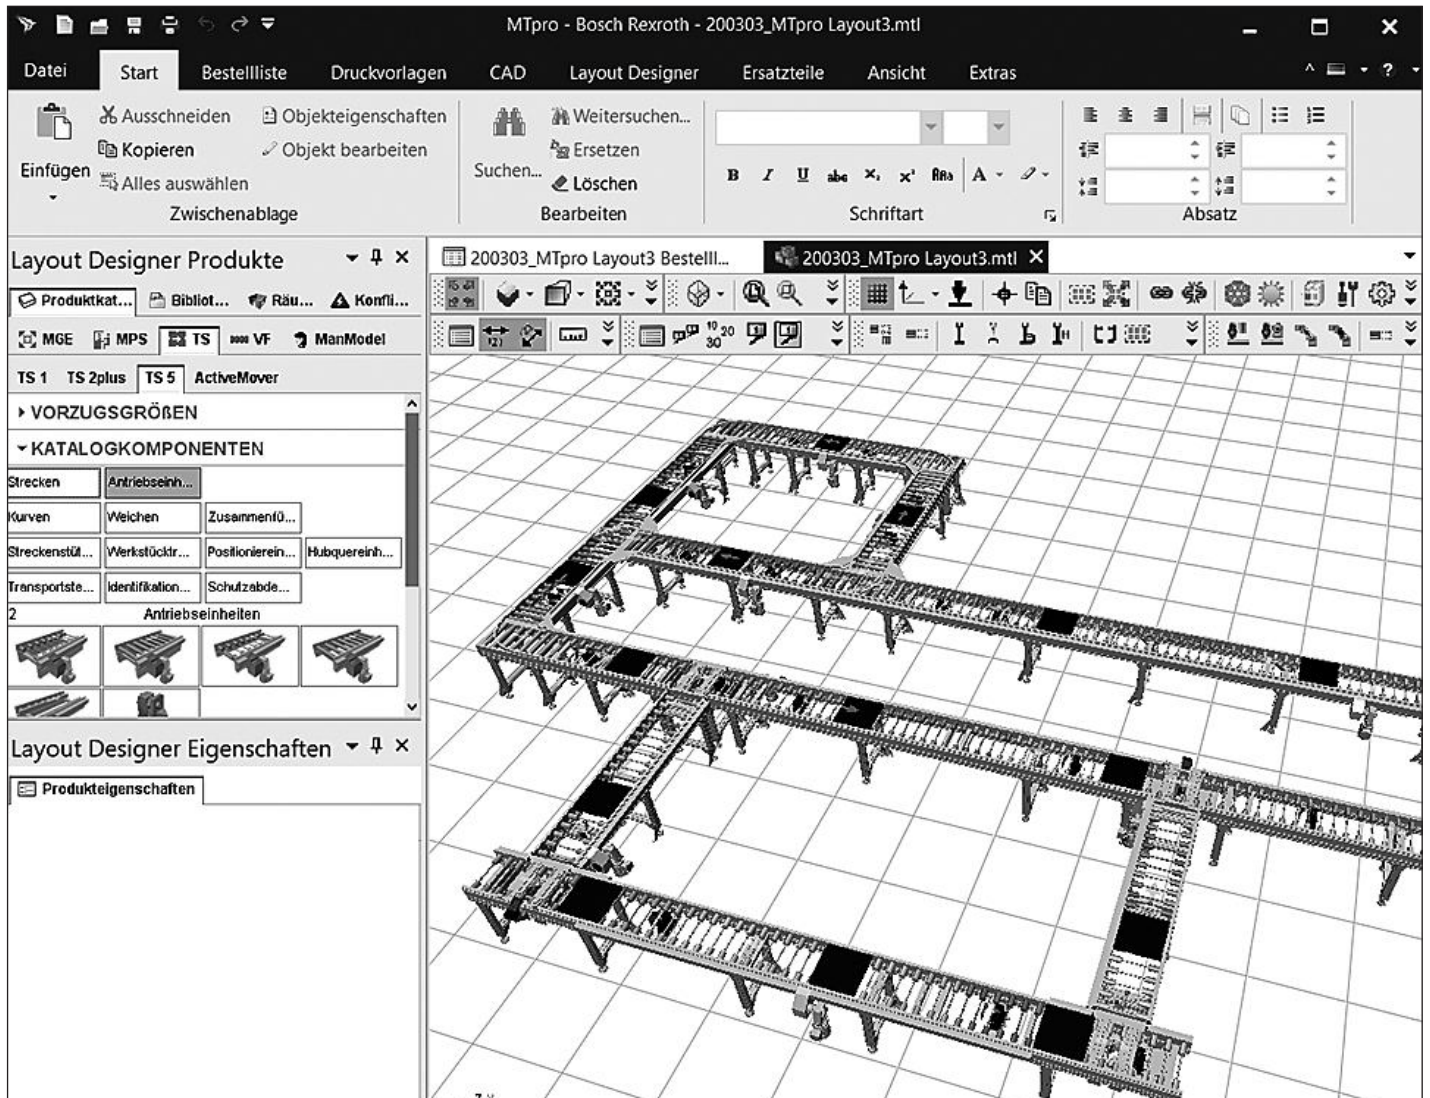 MTpro - Bosch Rexroth - 200303_MTpro Layout3.mtl
Datei Start Bestellliste Druckvorlagen CAD Layout Designer Ersatzteile Ansicht Extras ?
Ausschneiden Objekteigenschaften Weitersuchen...
Kopieren Objekt bearbeiten Ersetzen
Einfügen Alles auswählen Suchen... Löschen
Zwischenablage Bearbeiten Schriftart Absatz
Layout Designer Produkte
200303_MTpro Layout3 Bestelll... 200303_MTpro Layout3.mtl
Produktkat... Bibliot... Räu... Konfli...
MGE MPS TS VF ManModel
TS 1 TS 2plus TS 5 ActiveMover
VORZUGSGRÖßEN
KATALOGKOMPONENTEN
Strecken Antriebseinh...
Kurven Weichen Zusammenfü...
Streckenstüt... Werkstücktr... Positionierein... Hubquereinh...
Transportste... Identifikation... Schutzabde...
2 Antriebseinheiten
Layout Designer Eigenschaften
Produkteigenschaften